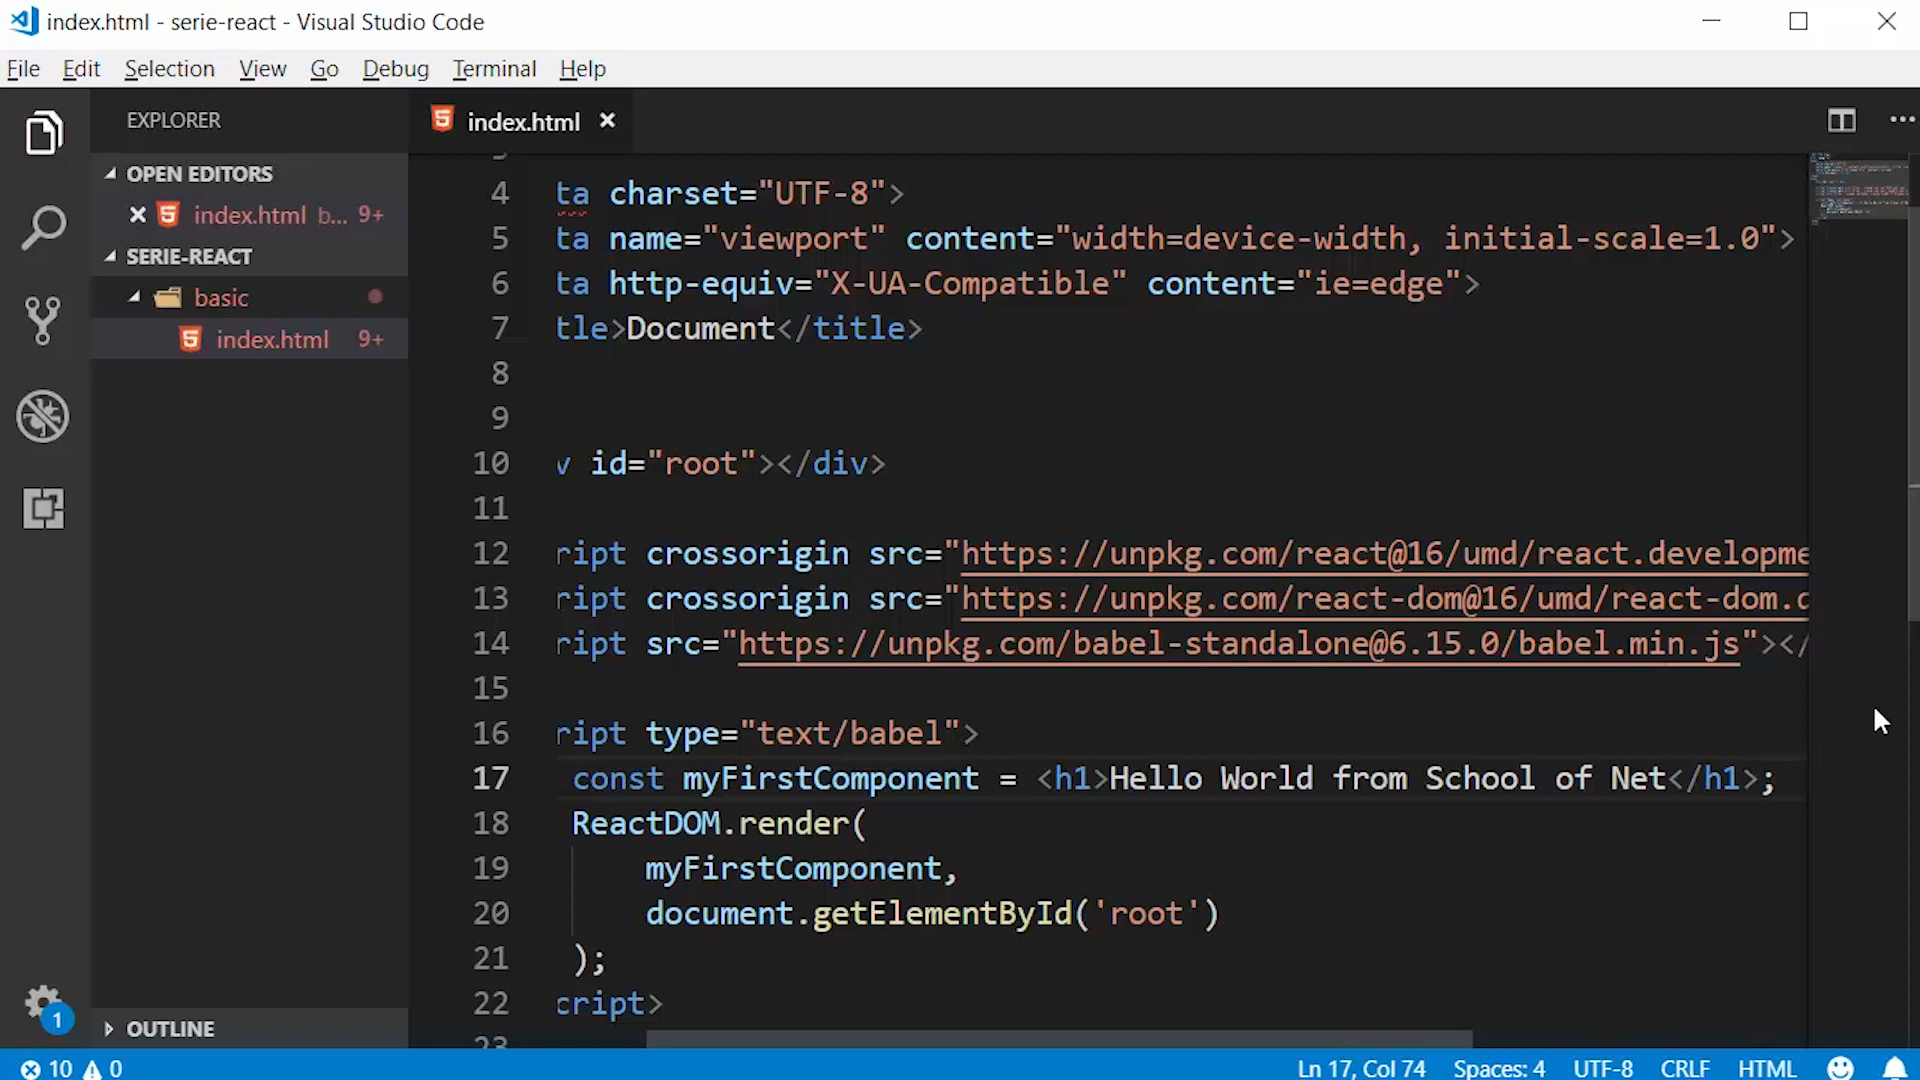 index.html - serie-react - Visual Studio Code
File Edit Selection View Go Debug Terminal Help
EXPLORER
OPEN EDITORS
index.html b... 9+
SERIE-REACT
basic
index.html 9+
OUTLINE
1
index.html
4 ta charset="UTF-8">
5 ta name="viewport" content="width=device-width, initial-scale=1.0">
6 ta http-equiv="X-UA-Compatible" content="ie=edge">
7 tle>Document</title>
8
9
10 v id="root"></div>
11
12 ript crossorigin src="https://unpkg.com/react@16/umd/react.developme
13 ript crossorigin src="https://unpkg.com/react-dom@16/umd/react-dom.d
14 ript src="https://unpkg.com/babel-standalone@6.15.0/babel.min.js"></
15
16 ript type="text/babel">
17 const myFirstComponent = <h1>Hello World from School of Net</h1>;
18 ReactDOM.render(
19 myFirstComponent,
20 document.getElementById('root')
21 );
22 cript>
23
10 0 Ln 17, Col 74 Spaces: 4 UTF-8 CRLF HTML